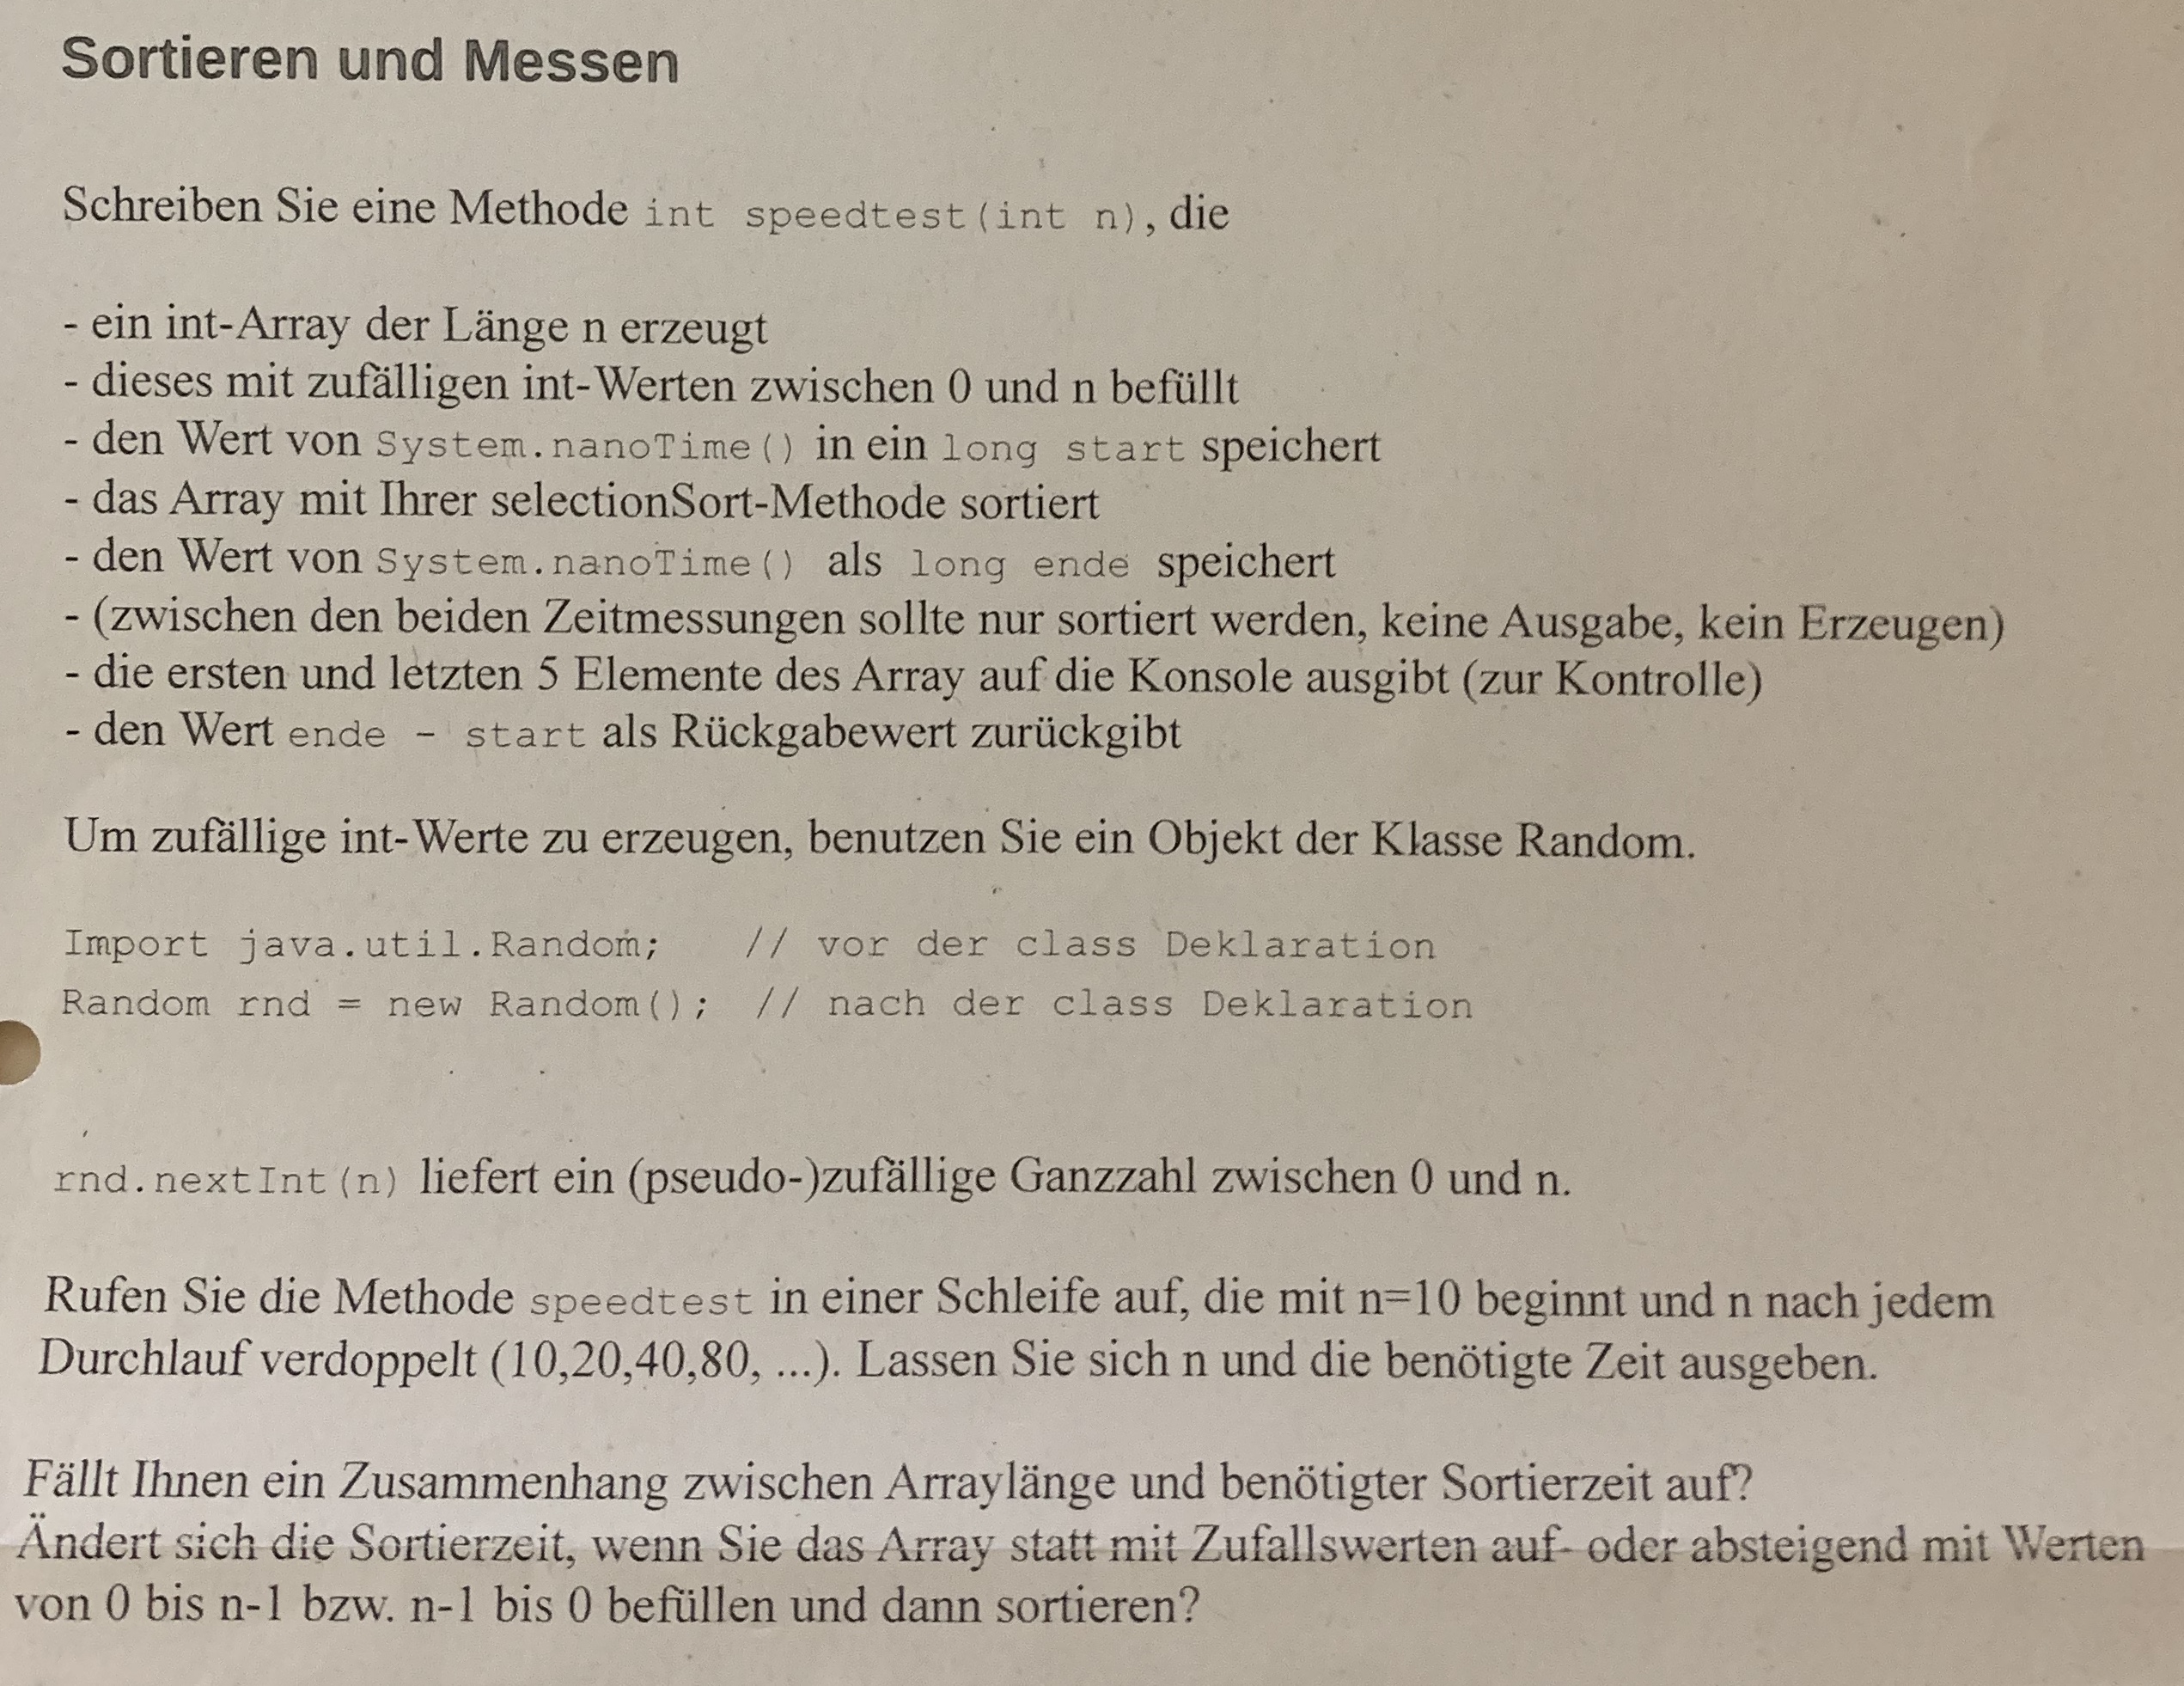 Sortieren und Messen
Schreiben Sie eine Methode int speedtest(int n), die
- ein int-Array der Länge n erzeugt
- dieses mit zufälligen int-Werten zwischen 0 und n befüllt
- den Wert von System.nanoTime() in ein long start speichert
- das Array mit Ihrer selectionSort-Methode sortiert
- den Wert von System.nanoTime() als long ende speichert
- (zwischen den beiden Zeitmessungen sollte nur sortiert werden, keine Ausgabe, kein Erzeugen)
- die ersten und letzten 5 Elemente des Array auf die Konsole ausgibt (zur Kontrolle)
- den Wert ende - start als Rückgabewert zurückgibt
Um zufällige int-Werte zu erzeugen, benutzen Sie ein Objekt der Klasse Random.
Import java.util.Random; // vor der class Deklaration
Random rnd = new Random(); // nach der class Deklaration
rnd.nextInt(n) liefert ein (pseudo-)zufällige Ganzzahl zwischen 0 und n.
Rufen Sie die Methode speedtest in einer Schleife auf, die mit n=10 beginnt und n nach jedem
Durchlauf verdoppelt (10,20,40,80, ...). Lassen Sie sich n und die benötigte Zeit ausgeben.
Fällt Ihnen ein Zusammenhang zwischen Arraylänge und benötigter Sortierzeit auf?
Ändert sich die Sortierzeit, wenn Sie das Array statt mit Zufallswerten auf- oder absteigend mit Werten
von 0 bis n-1 bzw. n-1 bis 0 befüllen und dann sortieren?